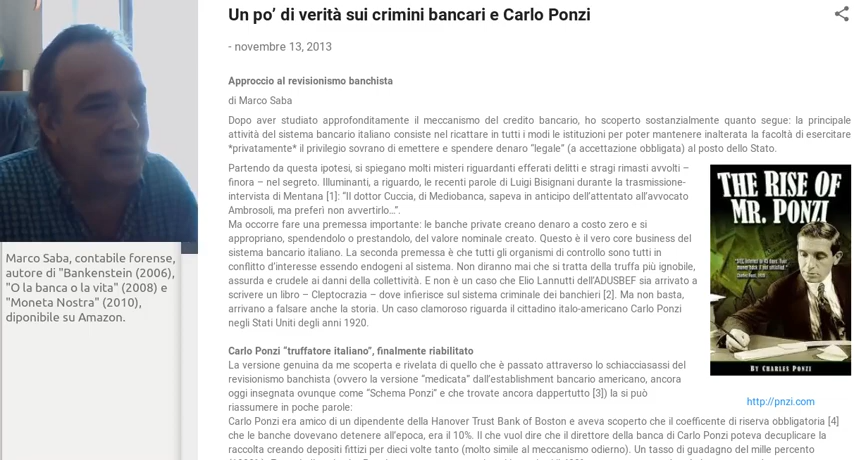 Un po’ di verità sui crimini bancari e Carlo Ponzi
- novembre 13, 2013
Approccio al revisionismo banchista
di Marco Saba
Dopo aver studiato approfonditamente il meccanismo del credito bancario, ho scoperto sostanzialmente quanto segue: la principale
attività del sistema bancario italiano consiste nel ricattare in tutti i modi le istituzioni per poter mantenere inalterata la facoltà di esercitare
*privatamente* il privilegio sovrano di emettere e spendere denaro “legale” (a accettazione obbligata) al posto dello Stato.
Partendo da questa ipotesi, si spiegano molti misteri riguardanti efferati delitti e stragi rimasti avvolti –
finora – nel segreto. Illuminanti, a riguardo, le recenti parole di Luigi Bisignani durante la trasmissione-
intervista di Mentana [1]: “Il dottor Cuccia, di Mediobanca, sapeva in anticipo dell’attentato all’avvocato
Ambrosoli, ma preferì non avvertirlo…”.
Ma occorre fare una premessa importante: le banche private creano denaro a costo zero e si
appropriano, spendendolo o prestandolo, del valore nominale creato. Questo è il vero core business del
sistema bancario italiano. La seconda premessa è che tutti gli organismi di controllo sono tutti in
conflitto d’interesse essendo endogeni al sistema. Non diranno mai che si tratta della truffa più ignobile,
assurda e crudele ai danni della collettività. E non è un caso che Elio Lannutti dell’ADUSBEF sia arrivato a
scrivere un libro – Cleptocrazia – dove infierisce sul sistema criminale dei banchieri [2]. Ma non basta,
arrivano a falsare anche la storia. Un caso clamoroso riguarda il cittadino italo-americano Carlo Ponzi
negli Stati Uniti degli anni 1920.
Carlo Ponzi “truffatore italiano”, finalmente riabilitato
La versione genuina da me scoperta e rivelata di quello che è passato attraverso lo schiacciasassi del
revisionismo banchista (ovvero la versione “medicata” dall’establishment bancario americano, ancora
oggi insegnata ovunque come “Schema Ponzi” e che trovate ancora dappertutto [3]) la si può
riassumere in poche parole:
Carlo Ponzi era amico di un dipendente della Hanover Trust Bank of Boston e aveva scoperto che il coefficente di riserva obbligatoria [4]
che le banche dovevano detenere all’epoca, era il 10%. Il che vuol dire che il direttore della banca di Carlo Ponzi poteva decuplicare la
raccolta creando depositi fittizi per dieci volte tanto (molto simile al meccanismo odierno). Un tasso di guadagno del mille percento
THE RISE OF
MR. PONZI
BY CHARLES PONZI
http://pnzi.com
Marco Saba, contabile forense,
autore di "Bankenstein (2006),
"O la banca o la vita" (2008) e
"Moneta Nostra" (2010),
diponibile su Amazon.